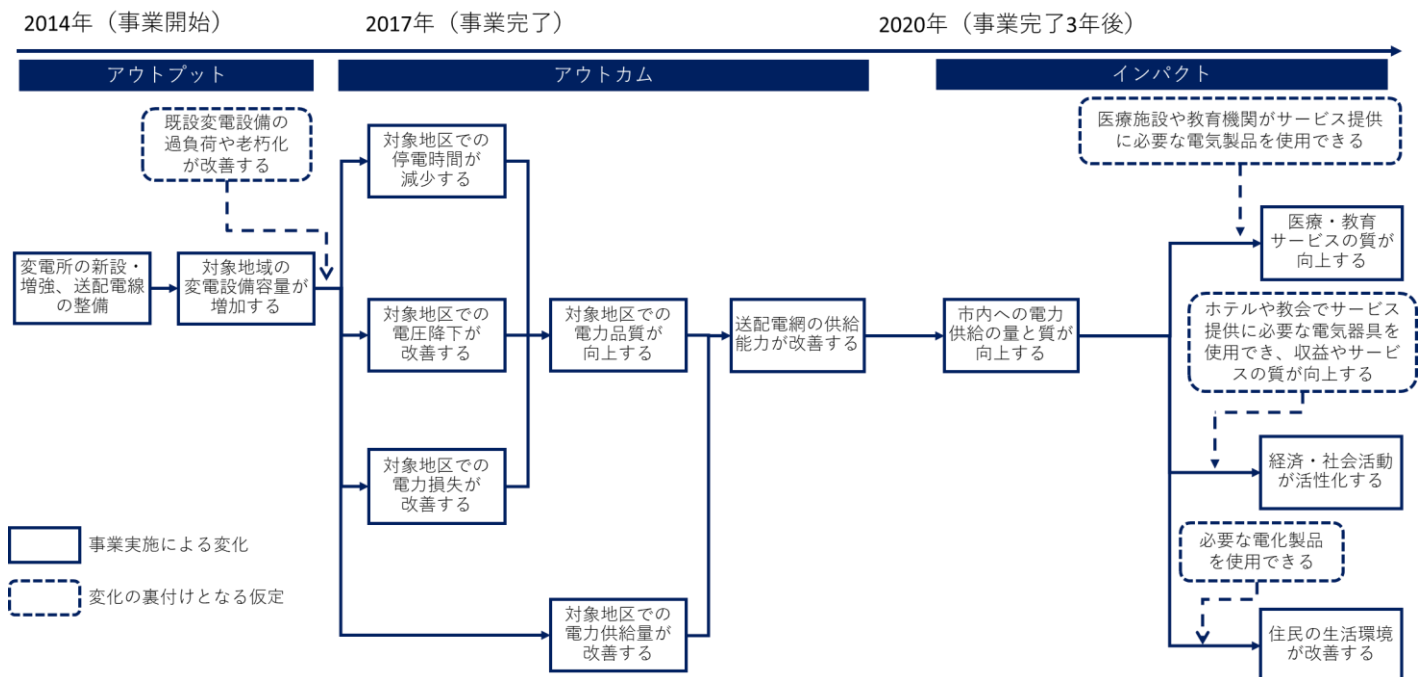 2014年（事業開始）
2017年（事業完了）
2020年（事業完了3年後）
アウトプット
アウトカム
インパクト
既設変電設備の
過負荷や老朽化
が改善する
変電所の新設・
増強、送配電線
の整備
対象地域の
変電設備容量が
増加する
対象地区での
停電時間が
減少する
対象地区での
電圧降下が
改善する
対象地区での
電力損失が
改善する
対象地区での
電力品質が
向上する
対象地区での
電力供給量が
改善する
送配電網の供給
能力が改善する
市内への電力
供給の量と質が
向上する
医療施設や教育機関がサービス提供
に必要な電気製品を使用できる
医療・教育
サービスの質が
向上する
ホテルや教会でサービス
提供に必要な電気器具を
使用でき、収益やサービ
スの質が向上する
経済・社会活動
が活性化する
必要な電化製品
を使用できる
住民の生活環境
が改善する
事業実施による変化
変化の裏付けとなる仮定